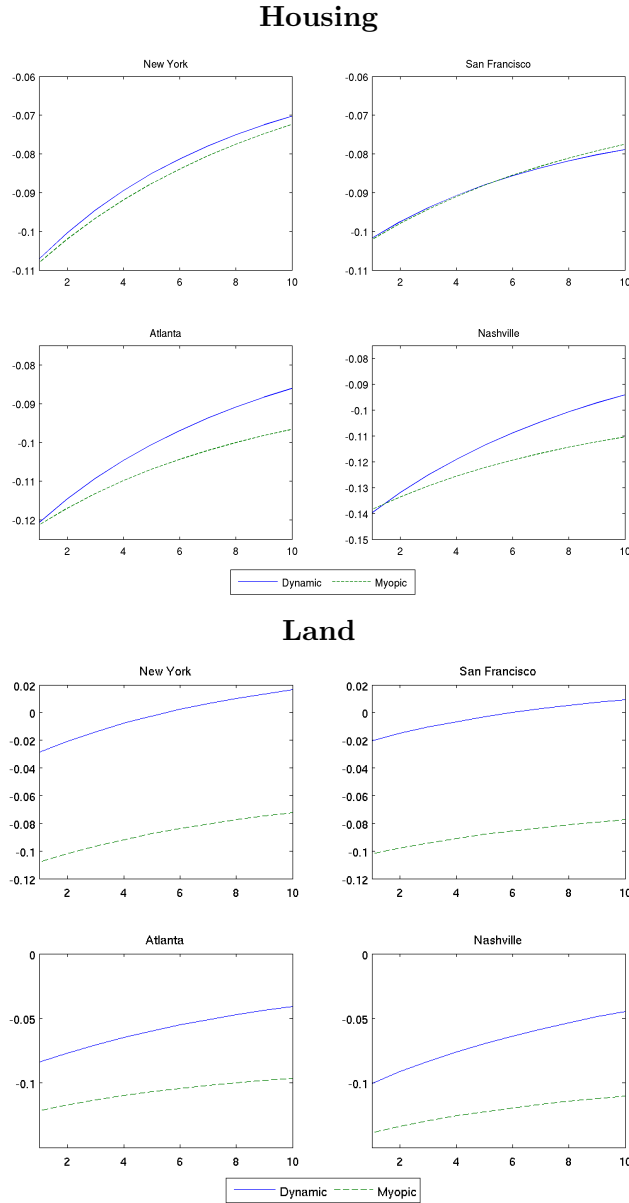 Housing
New York
San Francisco
-0.06
-0.07
-0.08
-0.09
-0.1
-0.11
2 4 6 8 10
-0.06
-0.07
-0.08
-0.09
-0.1
-0.11
2 4 6 8 10
Atlanta
Nashville
-0.08
-0.09
-0.1
-0.11
-0.12
2 4 6 8 10
-0.08
-0.09
-0.1
-0.11
-0.12
-0.13
-0.14
-0.15
2 4 6 8 10
Dynamic Myopic
Land
New York
San Francisco
0.02
0
-0.02
-0.04
-0.06
-0.08
-0.1
-0.12
2 4 6 8 10
0.02
0
-0.02
-0.04
-0.06
-0.08
-0.1
-0.12
2 4 6 8 10
Atlanta
Nashville
0
-0.05
-0.1
2 4 6 8 10
0
-0.05
-0.1
2 4 6 8 10
Dynamic Myopic